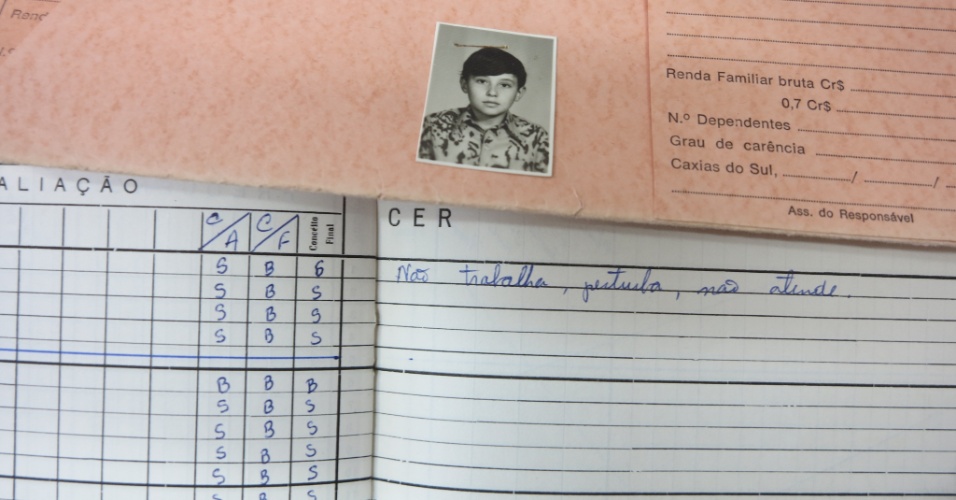 Rend
Renda Familiar bruta Cr$
0,7 Cr$
N.º Dependentes
Grau de carência
Caxias do Sul, / / /
Ass. do Responsável
ALIAÇÃO
C/A C/F Conceito Final
CER
S B S
S B S
S B S
S B S
B B B
S B S
S B S
S B S
S B S
S B S
Não trabalha, perturba, não atende.